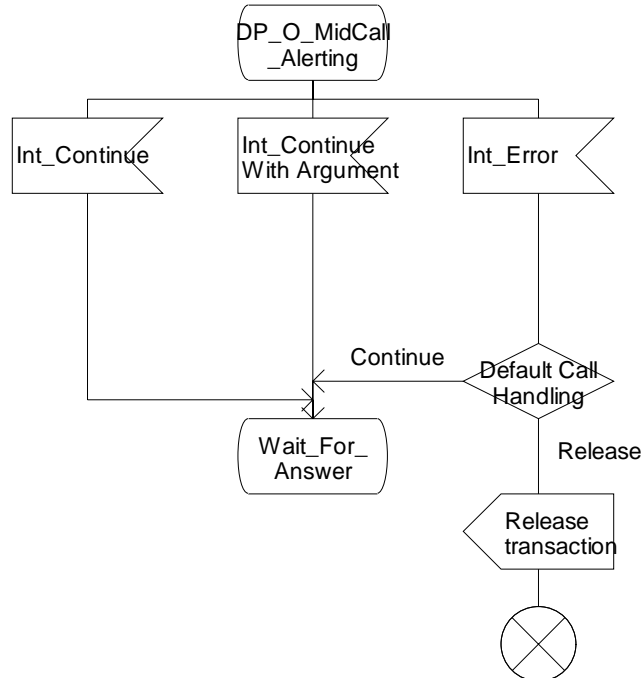 DP_O_MidCall
_Alerting
Int_Continue
Int_Continue
With Argument
Int_Error
Continue
Default Call
Handling
Wait_For_
Answer
Release
Release
transaction